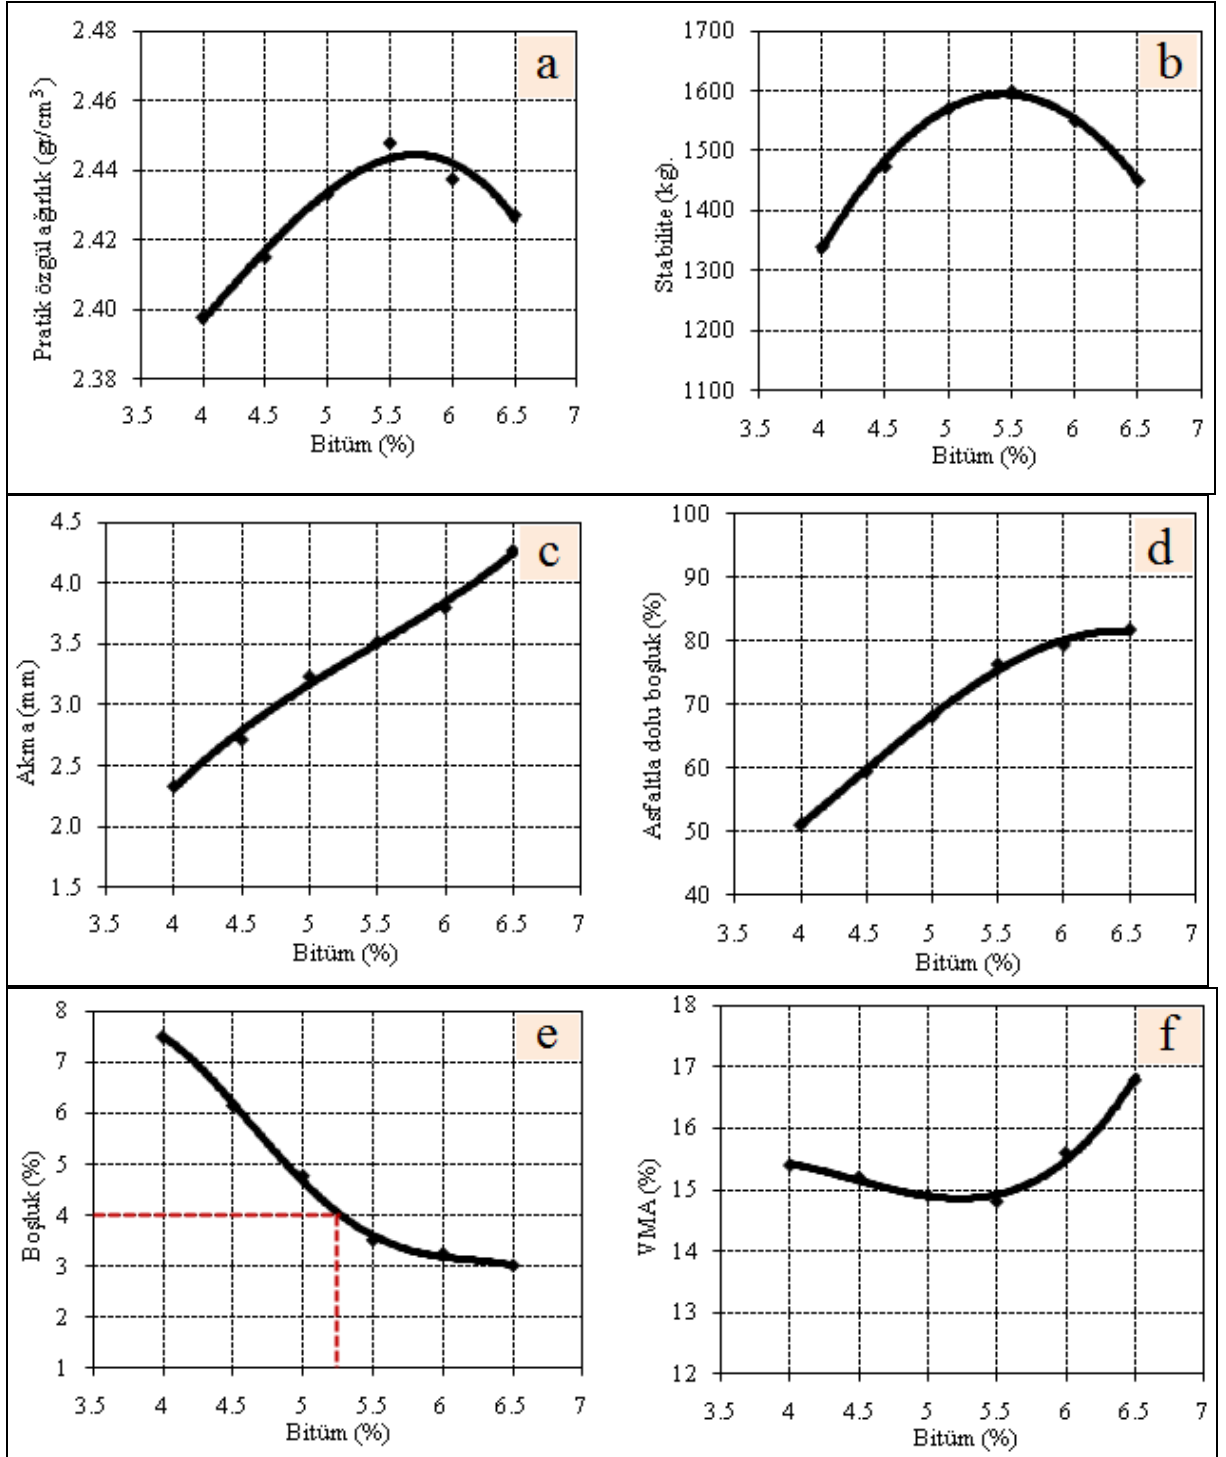 a
2.48
2.46
2.44
2.42
2.40
2.38
3.5 4 4.5 5 5.5 6 6.5 7
Pratik özgül ağırlık (gr/cm³)
Bitüm (%)
b
1700
1600
1500
1400
1300
1200
1100
3.5 4 4.5 5 5.5 6 6.5 7
Stabilite (kg).
Bitüm (%)
c
4.5
4.0
3.5
3.0
2.5
2.0
1.5
3.5 4 4.5 5 5.5 6 6.5 7
Akma (mm)
Bitüm (%)
d
100
90
80
70
60
50
40
3.5 4 4.5 5 5.5 6 6.5 7
Asfaltla dolu boşluk (%)
Bitüm (%)
e
8
7
6
5
4
3
2
1
3.5 4 4.5 5 5.5 6 6.5 7
Boşluk (%)
Bitüm (%)
f
18
17
16
15
14
13
12
3.5 4 4.5 5 5.5 6 6.5 7
VMA (%)
Bitüm (%)